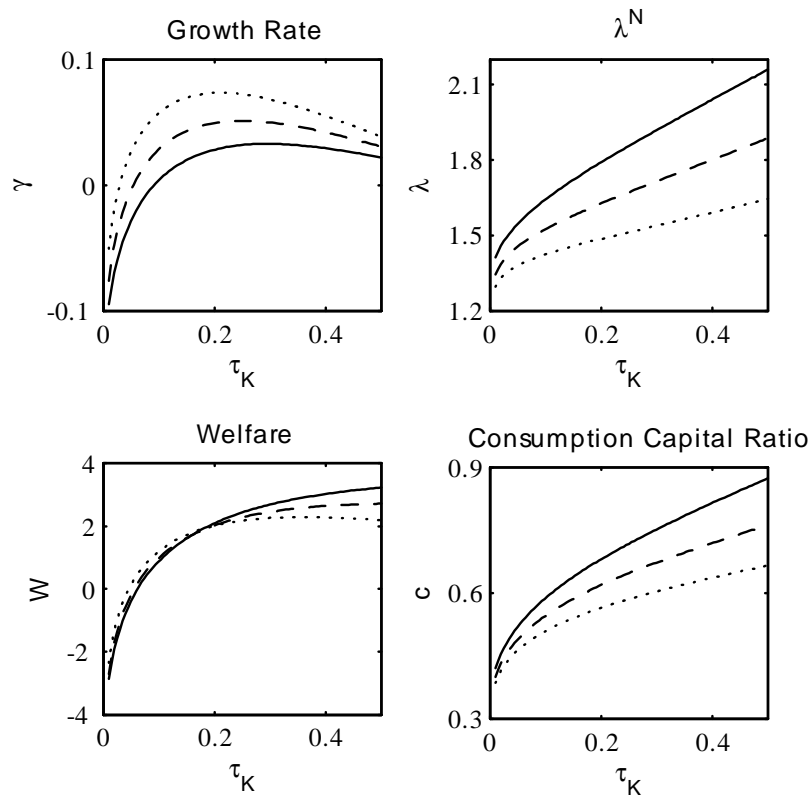 Growth Rate
0.1
0
-0.1
γ
0
0.2
0.4
τK
λN
2.1
1.8
1.5
1.2
λ
0
0.2
0.4
τK
Welfare
4
2
0
-2
-4
W
0
0.2
0.4
τK
Consumption Capital Ratio
0.9
0.6
0.3
c
0
0.2
0.4
τK